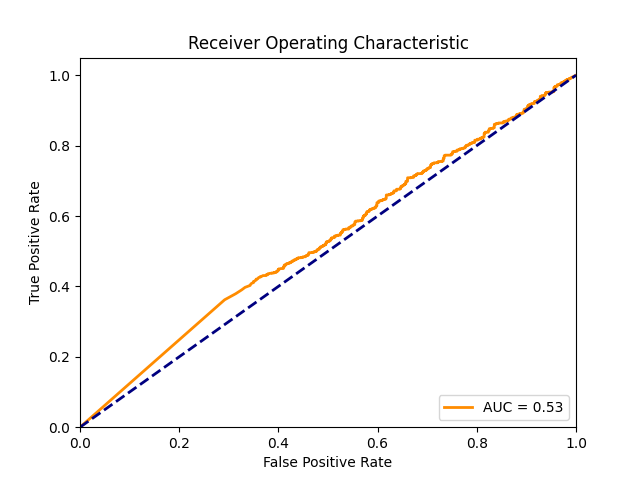 Receiver Operating Characteristic
True Positive Rate
1.0
0.8
0.6
0.4
0.2
0.0
AUC = 0.53
0.0 0.2 0.4 0.6 0.8 1.0
False Positive Rate